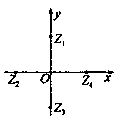 y
Z₁
Z₂ O Z₄ x
Z₃